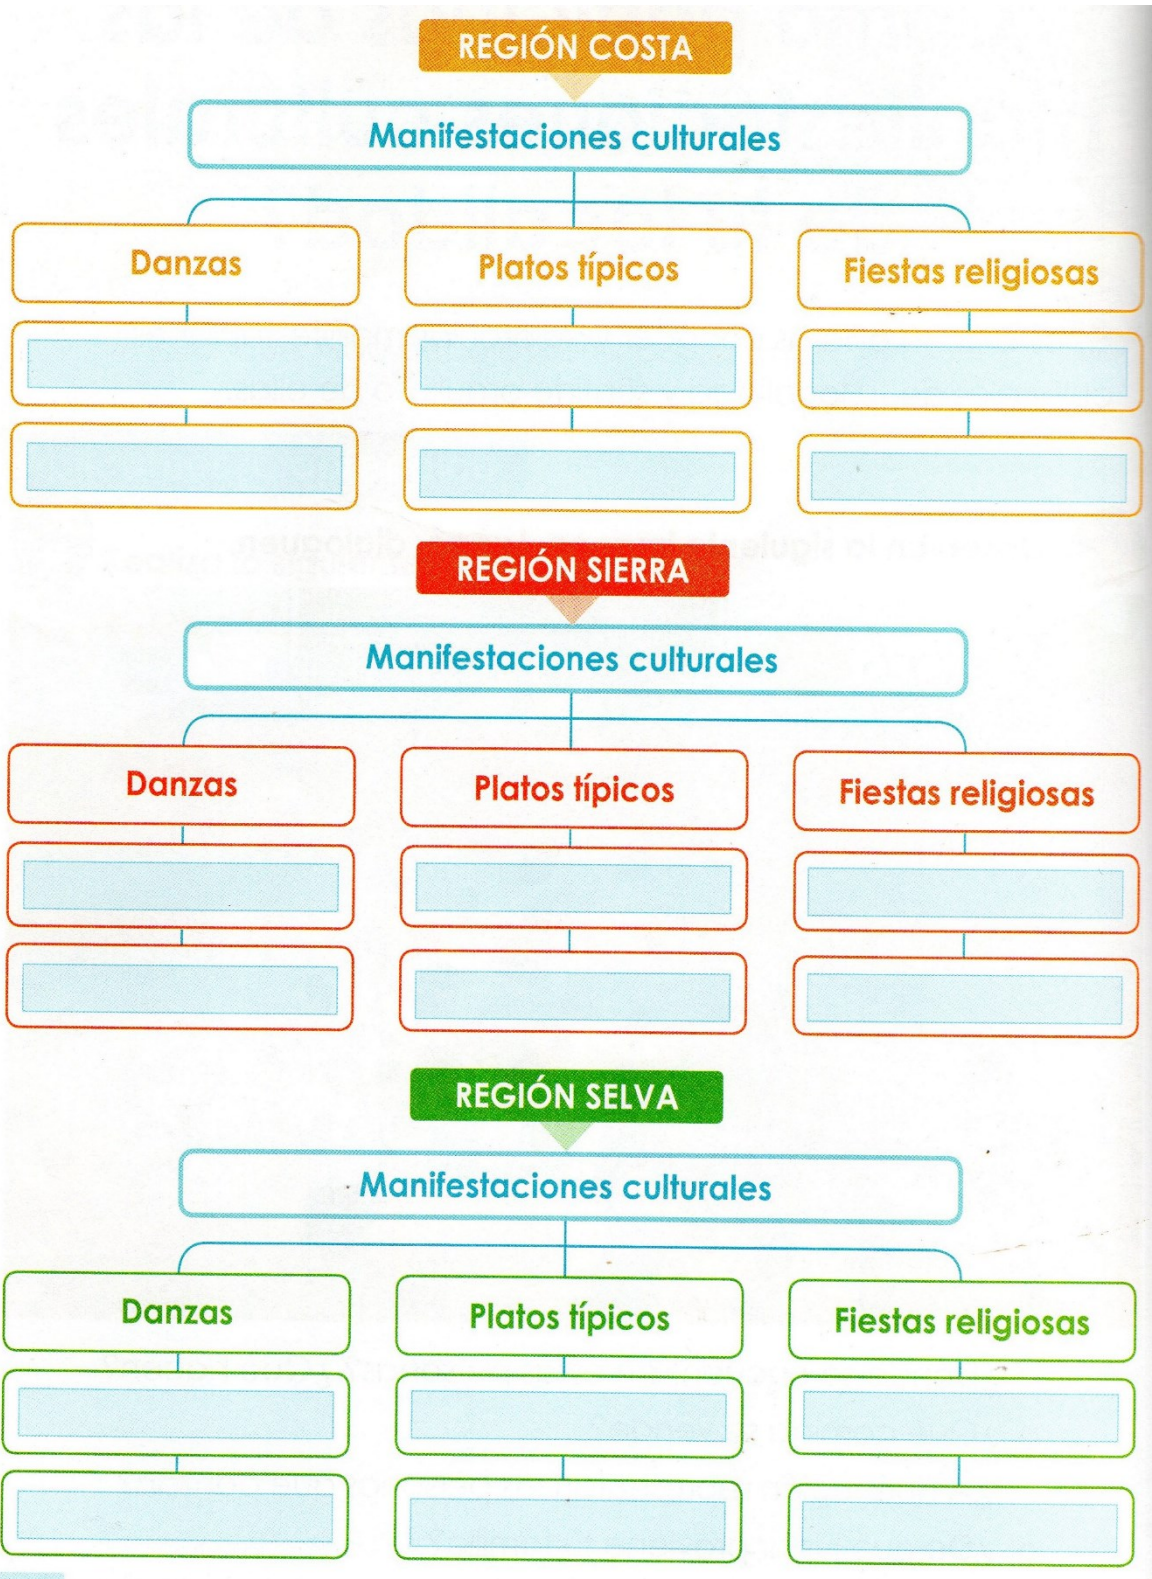 REGIÓN COSTA
Manifestaciones culturales
Danzas
Platos típicos
Fiestas religiosas
REGIÓN SIERRA
Manifestaciones culturales
Danzas
Platos típicos
Fiestas religiosas
REGIÓN SELVA
Manifestaciones culturales
Danzas
Platos típicos
Fiestas religiosas